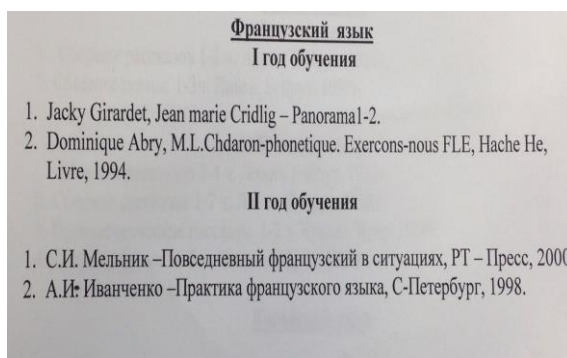 Французский язык
I год обучения
1. Jacky Girardet, Jean marie Cridlig – Panorama1-2.
2. Dominique Abry, M.L.Chdaron-phonetique. Exercons-nous FLE, Hache He,
Livre, 1994.
II год обучения
1. С.И. Мельник –Повседневный французский в ситуациях, РТ – Пресс, 2000
2. А.И. Иванченко –Практика французского языка, С-Петербург, 1998.